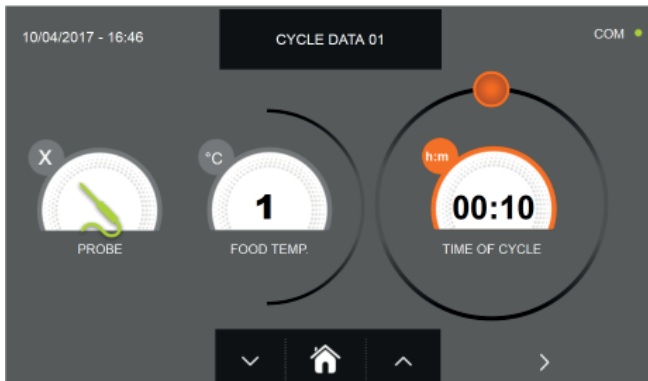 10/04/2017 - 16:46
CYCLE DATA 01
COM
X
°C
h:m
1
00:10
PROBE
FOOD TEMP.
TIME OF CYCLE